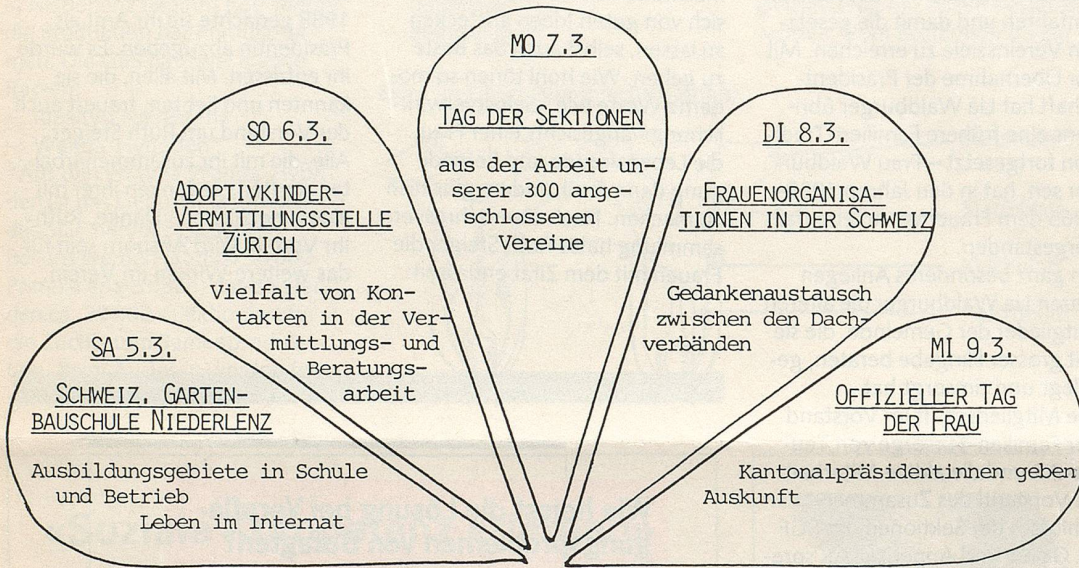 SA 5.3.
SCHWEIZ. GARTEN-
BAUSCHULE NIEDERLENZ
Ausbildungsgebiete in Schule
und Betrieb
Leben im Internat
SO 6.3.
ADOPTIVKINDER-
VERMITTLUNGSSTELLE
ZÜRICH
Vielfalt von Kon-
takten in der Ver-
mittlungs- und
Beratungs-
arbeit
MO 7.3.
TAG DER SEKTIONEN
aus der Arbeit un-
serer 300 ange-
schlossenen
Vereine
DI 8.3.
FRAUENORGANISA-
TIONEN IN DER SCHWEIZ
Gedankenaustasch
zwischen den Dach-
verbänden
MI 9.3.
OFFIZIELLER TAG
DER FRAU
Kantonalpräsidentinnen geben
Auskunft